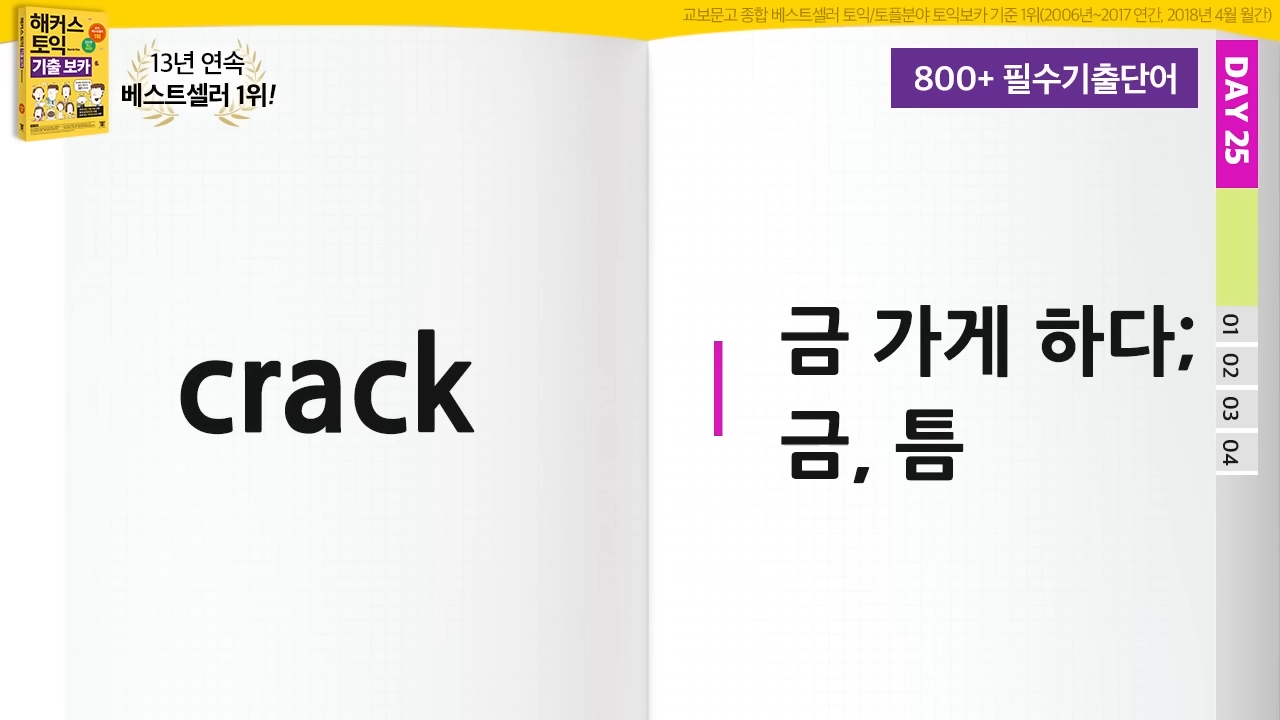 교보문고 종합 베스트셀러 토익/토플분야 토익보카 기준 1위(2006년~2017 연간, 2018년 4월 월간)
해커스
토익
기출 보카
13년 연속
베스트셀러 1위!
800+ 필수기출단어
DAY 25
crack
금 가게 하다;
금, 틈
01
02
03
04